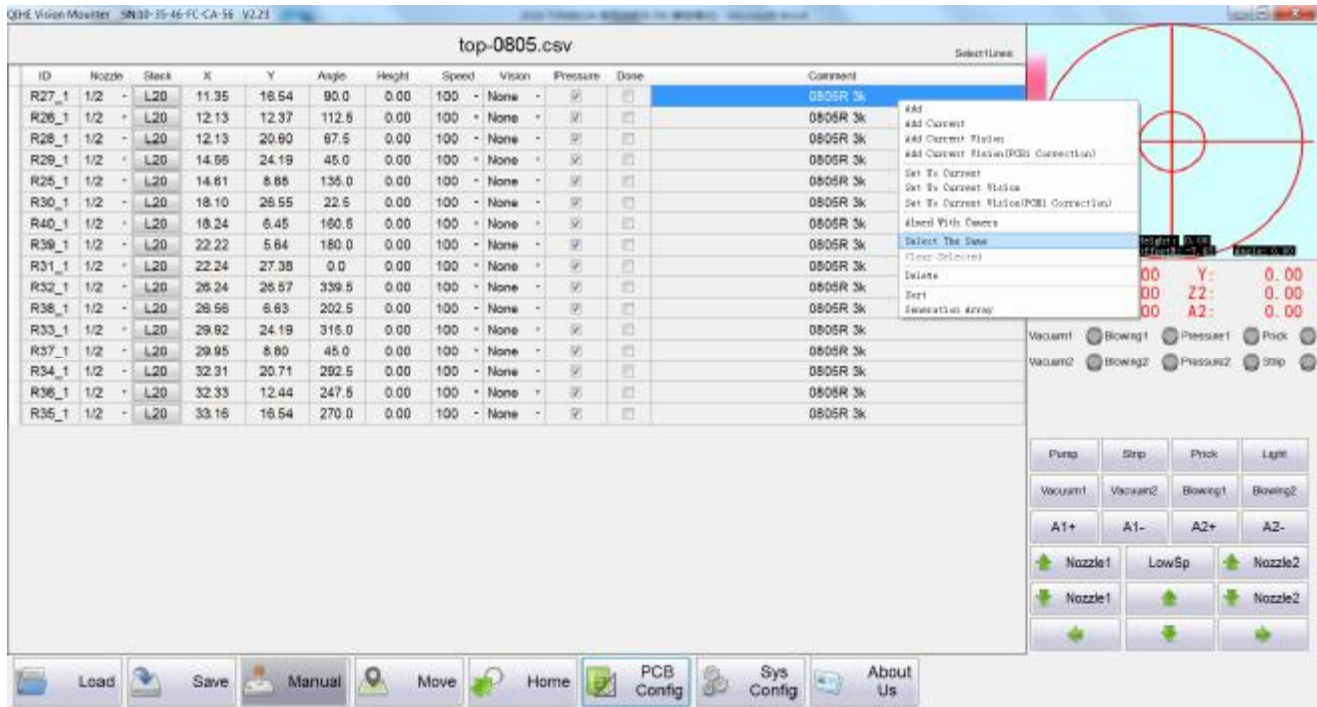 QIHE Vision Mounter SN:10-35-46-FC-CA-56 V2.23
top-0805.csv
Select1Lines
ID Nozzle Stack X Y Angle Height Speed Vision Pressure Done Comment
R27_1 1/2 L20 11.35 16.54 90.0 0.00 100 None 0805R 3k
R26_1 1/2 L20 12.13 12.37 112.5 0.00 100 None 0805R 3k
R28_1 1/2 L20 12.13 20.60 67.5 0.00 100 None 0805R 3k
R29_1 1/2 L20 14.56 24.19 45.0 0.00 100 None 0805R 3k
R25_1 1/2 L20 14.61 8.88 135.0 0.00 100 None 0805R 3k
R30_1 1/2 L20 18.10 26.55 22.5 0.00 100 None 0805R 3k
R40_1 1/2 L20 18.24 6.45 160.5 0.00 100 None 0805R 3k
R39_1 1/2 L20 22.22 5.64 180.0 0.00 100 None 0805R 3k
R31_1 1/2 L20 22.24 27.38 0.0 0.00 100 None 0805R 3k
R32_1 1/2 L20 26.24 26.57 339.5 0.00 100 None 0805R 3k
R38_1 1/2 L20 26.56 6.63 202.5 0.00 100 None 0805R 3k
R33_1 1/2 L20 29.92 24.19 315.0 0.00 100 None 0805R 3k
R37_1 1/2 L20 29.95 8.80 45.0 0.00 100 None 0805R 3k
R34_1 1/2 L20 32.31 20.71 292.5 0.00 100 None 0805R 3k
R36_1 1/2 L20 32.33 12.44 247.5 0.00 100 None 0805R 3k
R35_1 1/2 L20 33.16 16.54 270.0 0.00 100 None 0805R 3k
Add
Add Current
Add Current Vision
Add Current Vision(PCB1 Correction)
Set To Current
Set To Current Vision
Set To Current Vision(PCB1 Correction)
Aimed With Camera
Select The Same
Clear Selected
Delete
Sort
Generation Array
Height: 0.00
Angle: 0.00
00 Y: 0.00
00 Z2: 0.00
00 A2: 0.00
Vacuum1 Blowing1 Pressure1 Prick
Vacuum2 Blowing2 Pressure2 Strip
Pump Strip Prick Light
Vacuum1 Vacuum2 Blowing1 Blowing2
A1+ A1- A2+ A2-
Nozzle1 LowSp Nozzle2
Nozzle1 Nozzle2
Load Save Manual Move Home PCB Config Sys Config About Us